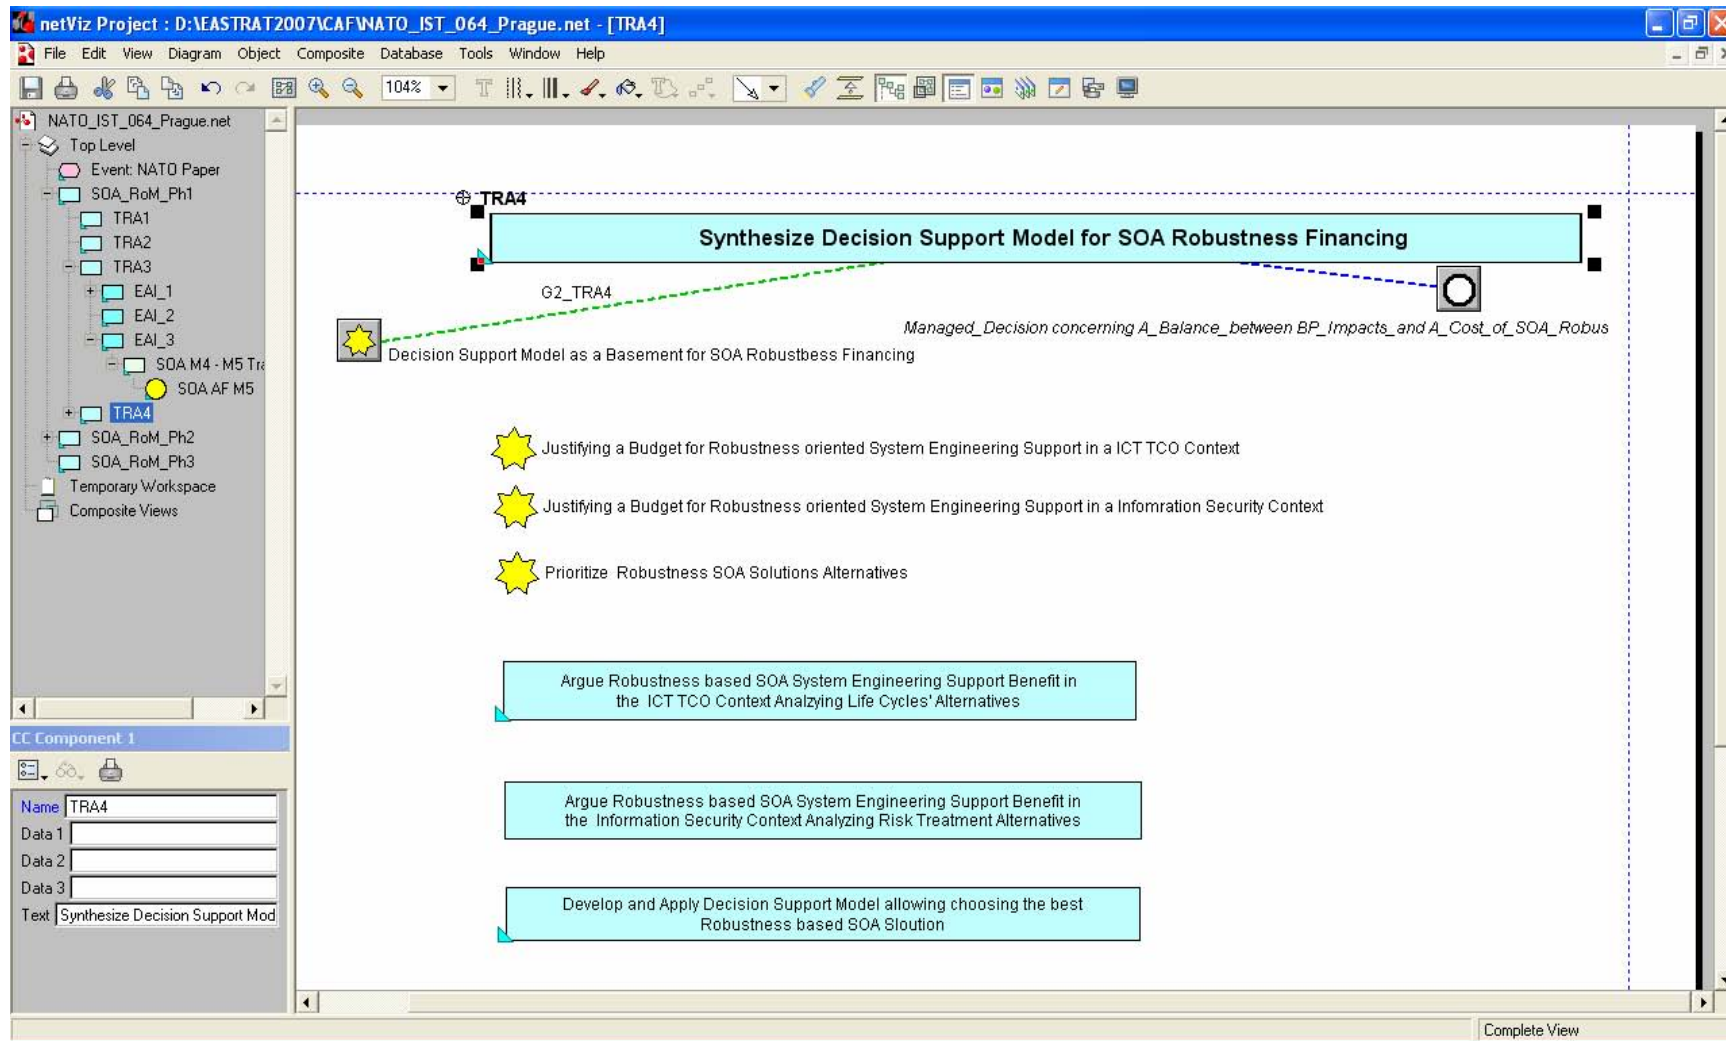 netViz Project : D:\EASTRAT2007\CAF\NATO_IST_064_Prague.net - [TRA4]
File Edit View Diagram Object Composite Database Tools Window Help
104%
NATO_IST_064_Prague.net
Top Level
Event: NATO Paper
SOA_RoM_Ph1
TRA1
TRA2
TRA3
EAI_1
EAI_2
EAI_3
SOA M4 - M5 Tra
SOA AF M5
TRA4
SOA_RoM_Ph2
SOA_RoM_Ph3
Temporary Workspace
Composite Views
CC Component 1
Name TRA4
Data 1
Data 2
Data 3
Text Synthesize Decision Support Mod
TRA4
Synthesize Decision Support Model for SOA Robustness Financing
G2_TRA4
Managed_Decision concerning A_Balance_between BP_Impacts_and A_Cost_of_SOA_Robus
Decision Support Model as a Basement for SOA Robustbess Financing
Justifying a Budget for Robustness oriented System Engineering Support in a ICT TCO Context
Justifying a Budget for Robustness oriented System Engineering Support in a Infomration Security Context
Prioritize Robustness SOA Solutions Alternatives
Argue Robustness based SOA System Engineering Support Benefit in
the ICT TCO Context Analzying Life Cycles' Alternatives
Argue Robustness based SOA System Engineering Support Benefit in
the Information Security Context Analyzing Risk Treatment Alternatives
Develop and Apply Decision Support Model allowing choosing the best
Robustness based SOA Sloution
Complete View